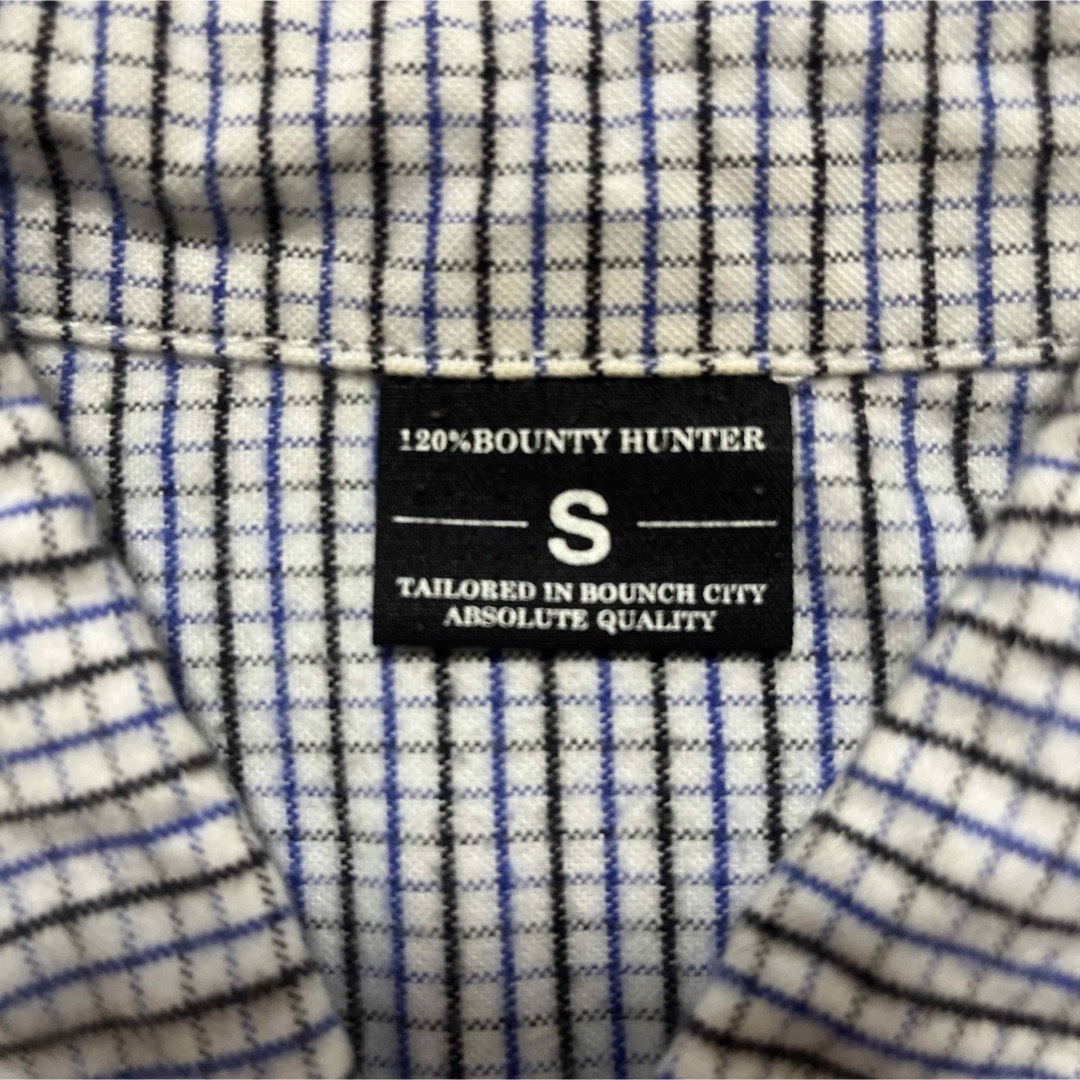 120%BOUNTY HUNTER
S
TAILORED IN BOUNCH CITY
ABSOLUTE QUALITY